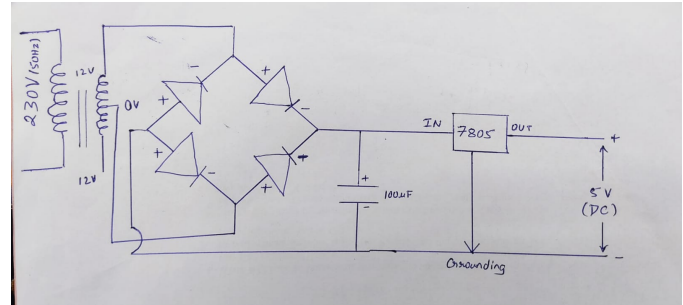 230V(50Hz)
12V
0V
12V
-
+
+
-
+
-
+
+
+
-
100µF
IN
7805
OUT
+
5V
(DC)
-
Grounding